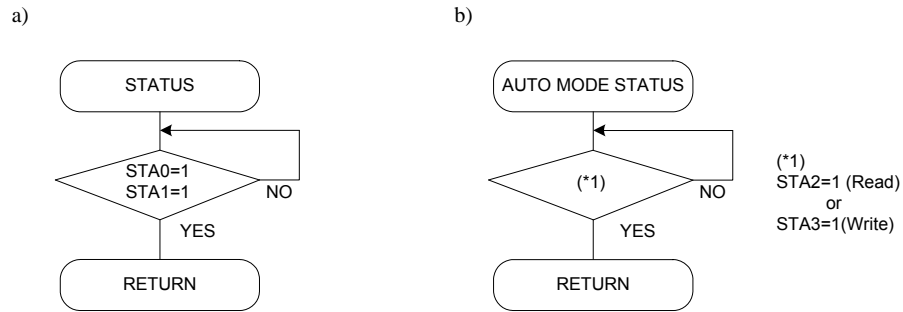 a)
STATUS
STA0=1
STA1=1
NO
YES
RETURN
b)
AUTO MODE STATUS
(*1)
NO
YES
RETURN
(*1)
STA2=1 (Read)
or
STA3=1(Write)